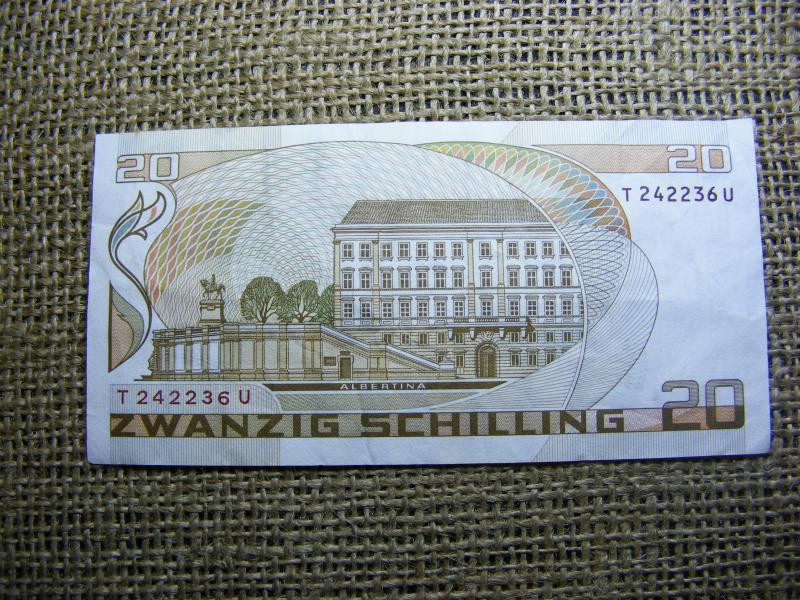 20
20
T 242236 U
ALBERTINA
T 242236 U
ZWANZIG SCHILLING 20